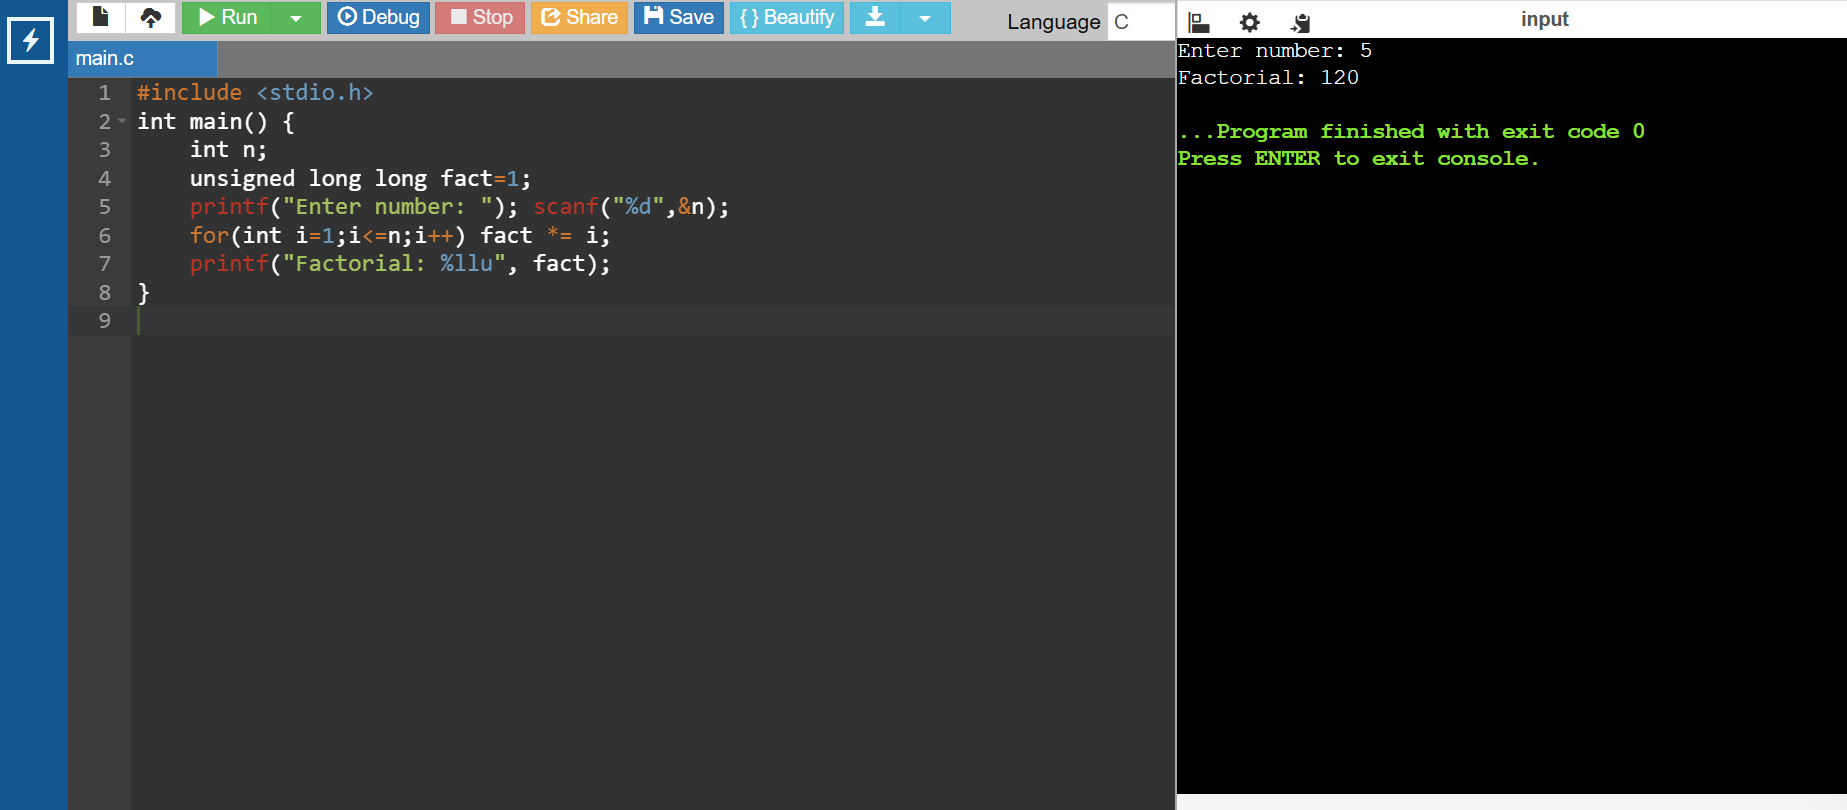 Run Debug Stop Share Save { } Beautify Language C
main.c
1 #include <stdio.h>
2 int main() {
3     int n;
4     unsigned long long fact=1;
5     printf("Enter number: "); scanf("%d",&n);
6     for(int i=1;i<=n;i++) fact *= i;
7     printf("Factorial: %llu", fact);
8 }
9
input
Enter number: 5
Factorial: 120
...Program finished with exit code 0
Press ENTER to exit console.